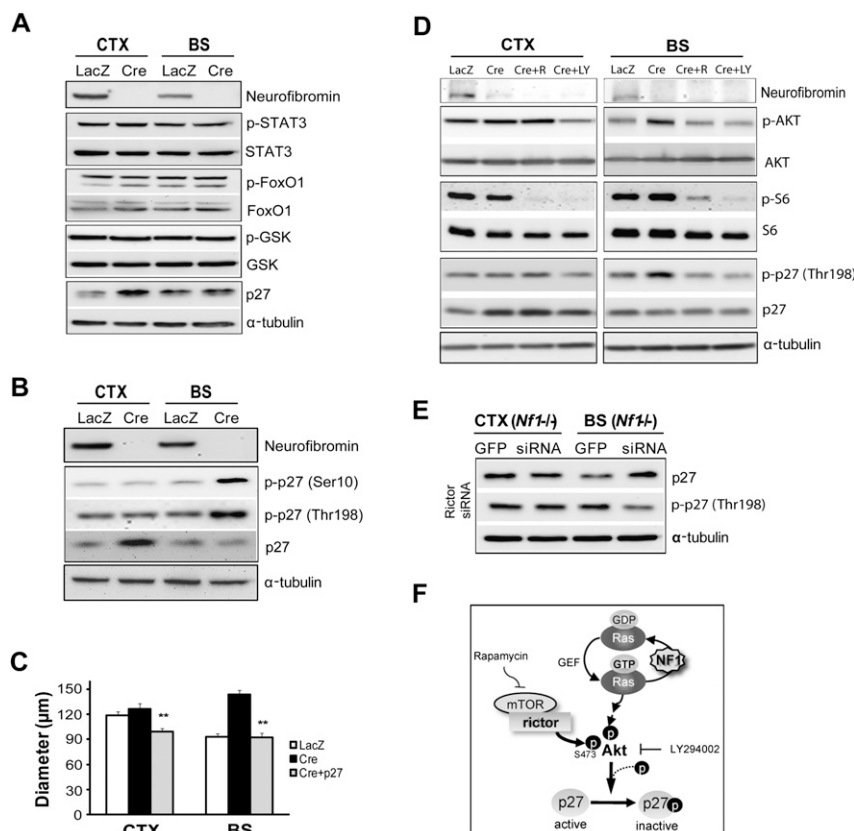 A
CTX BS
LacZ Cre LacZ Cre
Neurofibromin
p-STAT3
STAT3
p-FoxO1
FoxO1
p-GSK
GSK
p27
α-tubulin
B
CTX BS
LacZ Cre LacZ Cre
Neurofibromin
p-p27 (Ser10)
p-p27 (Thr198)
p27
α-tubulin
C
Diameter (µm)
150
120
90
60
30
0
** **
LacZ
Cre
Cre+p27
CTX BS
D
CTX BS
LacZ Cre Cre+R Cre+LY LacZ Cre Cre+R Cre+LY
Neurofibromin
p-AKT
AKT
p-S6
S6
p-p27 (Thr198)
p27
α-tubulin
E
CTX (Nf1-/-) BS (Nf1-/-)
GFP siRNA GFP siRNA
Rictor
siRNA
p27
p-p27 (Thr198)
α-tubulin
F
GDP
Ras
GEF
NF1
GTP
Ras
Rapamycin
mTOR
rictor
p
p
S473
Akt
LY294002
p
p27
p27 p
active
inactive